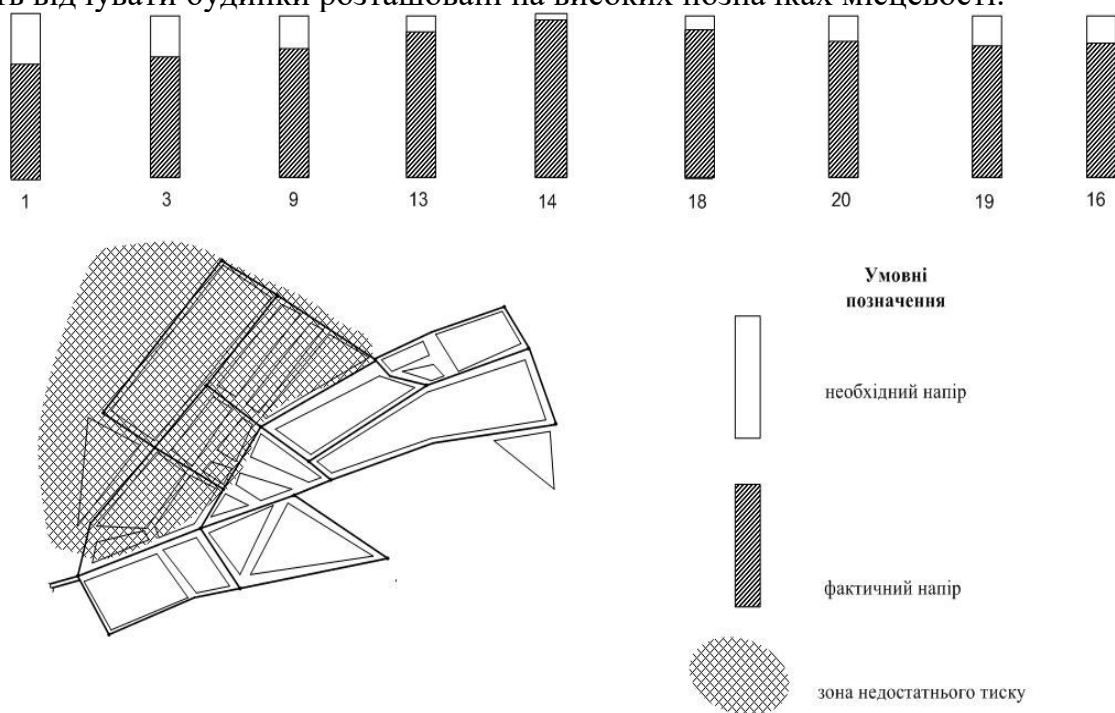 відчувати будинки розташовані на високих позначках місцевості.
1 3 9 13 14 18 20 19 16
Умовні
позначення
необхідний напір
фактичний напір
зона недостатнього тиску